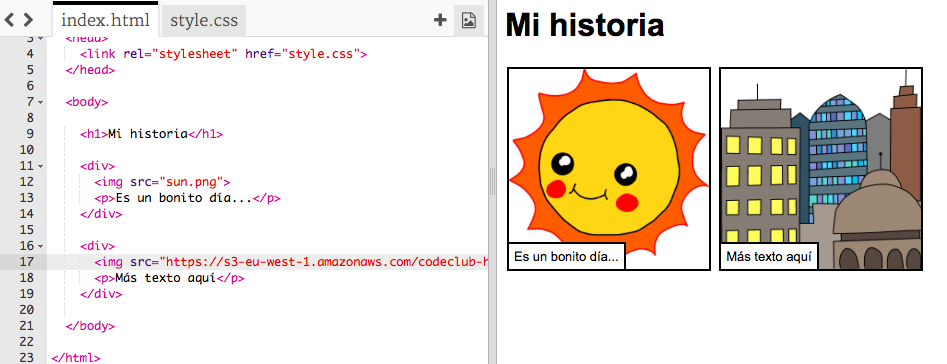 index.html style.css
3 <head>
4 <link rel="stylesheet" href="style.css">
5 </head>
6
7 <body>
8
9 <h1>Mi historia</h1>
10
11 <div>
12 <img src="sun.png">
13 <p>Es un bonito día...</p>
14 </div>
15
16 <div>
17 <img src="https://s3-eu-west-1.amazonaws.com/codeclub-h
18 <p>Más texto aquí</p>
19 </div>
20
21 </body>
22
23 </html>
Mi historia
Es un bonito día...
Más texto aquí